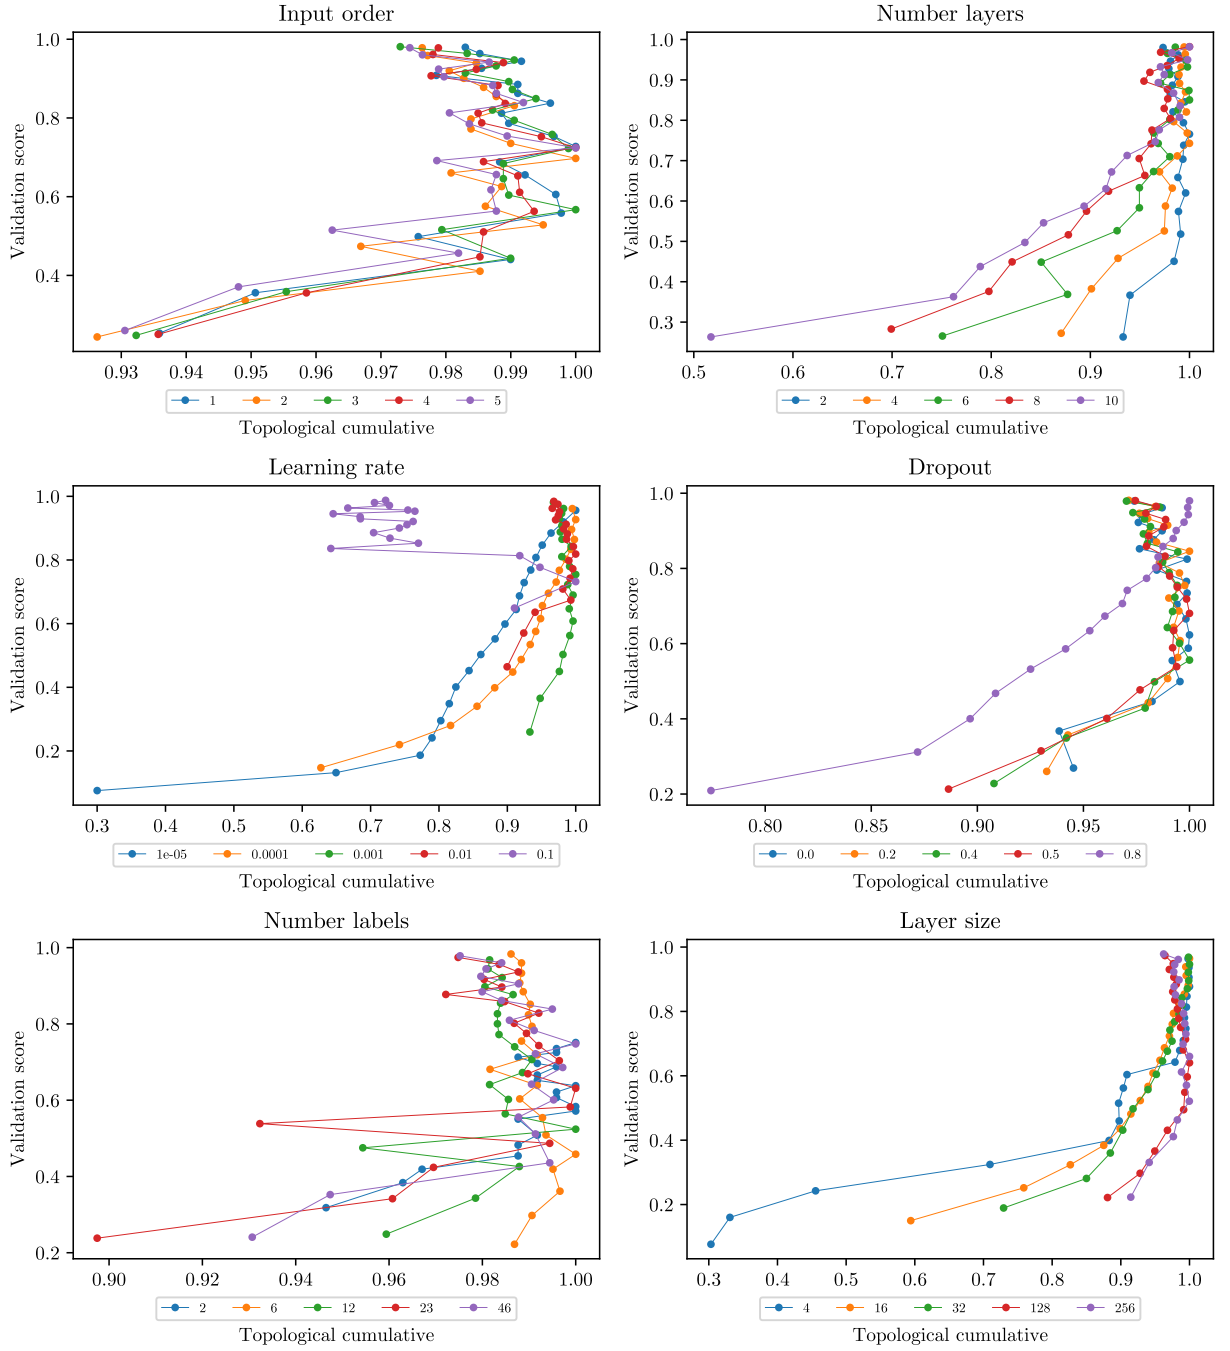 Input order
1.0
0.8
0.6
0.4
Validation score
0.93 0.94 0.95 0.96 0.97 0.98 0.99 1.00
1 2 3 4 5
Topological cumulative
Number layers
1.0
0.9
0.8
0.7
0.6
0.5
0.4
0.3
Validation score
0.5 0.6 0.7 0.8 0.9 1.0
2 4 6 8 10
Topological cumulative
Learning rate
1.0
0.8
0.6
0.4
0.2
Validation score
0.3 0.4 0.5 0.6 0.7 0.8 0.9 1.0
1e-05 0.0001 0.001 0.01 0.1
Topological cumulative
Dropout
1.0
0.8
0.6
0.4
0.2
Validation score
0.80 0.85 0.90 0.95 1.00
0.0 0.2 0.4 0.5 0.8
Topological cumulative
Number labels
1.0
0.8
0.6
0.4
0.2
Validation score
0.90 0.92 0.94 0.96 0.98 1.00
2 6 12 23 46
Topological cumulative
Layer size
1.0
0.8
0.6
0.4
0.2
Validation score
0.3 0.4 0.5 0.6 0.7 0.8 0.9 1.0
4 16 32 128 256
Topological cumulative